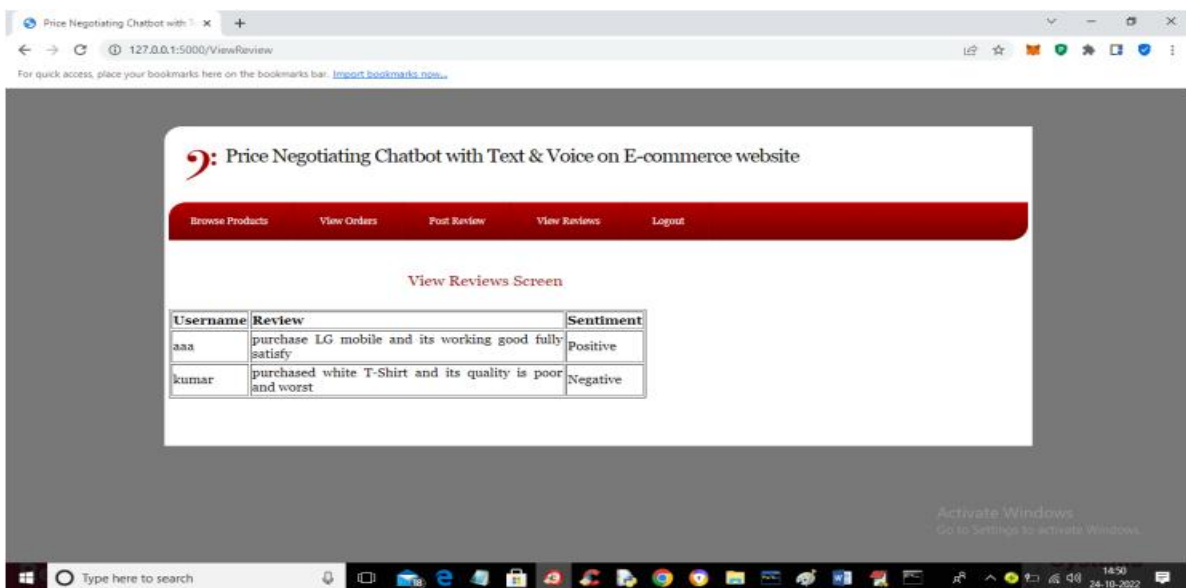 Price Negotiating Chatbot with T
127.0.0.1:5000/ViewReview
For quick access, place your bookmarks here on the bookmarks bar. Import bookmarks now...
Price Negotiating Chatbot with Text & Voice on E-commerce website
Browse Products View Orders Post Review View Reviews Logout
View Reviews Screen
Username Review Sentiment
aaa purchase LG mobile and its working good fully satisfy Positive
kumar purchased white T-Shirt and its quality is poor and worst Negative
Activate Windows
Go to Settings to activate Windows.
Type here to search
14:50
24-10-2022